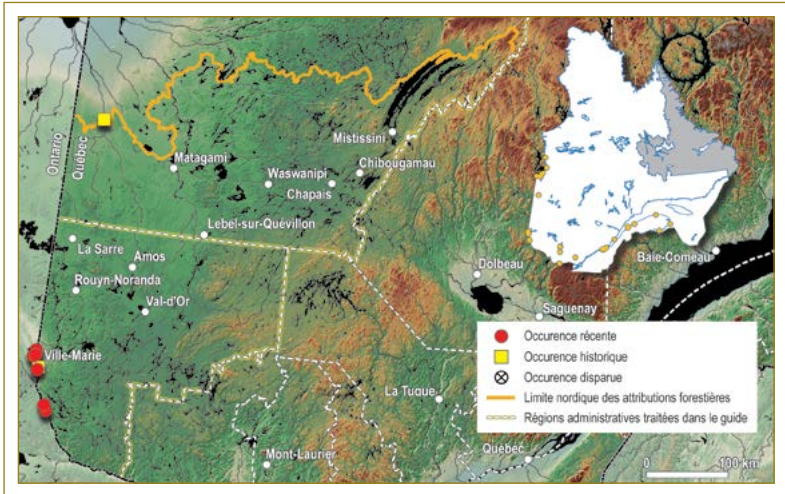 Ontario
Québec
Mistissini
Matagami
Waswanipi
Chibougamau
Chapais
Lebel-sur-Quévillon
La Sarre
Amos
Rouyn-Noranda
Val-d'Or
Dolbeau
Baie-Comeau
Saguenay
Ville-Marie
La Tuque
Mont-Laurier
Québec
Occurence récente
Occurence historique
Occurence disparue
Limite nordique des attributions forestières
Régions administratives traitées dans le guide
0 100 km